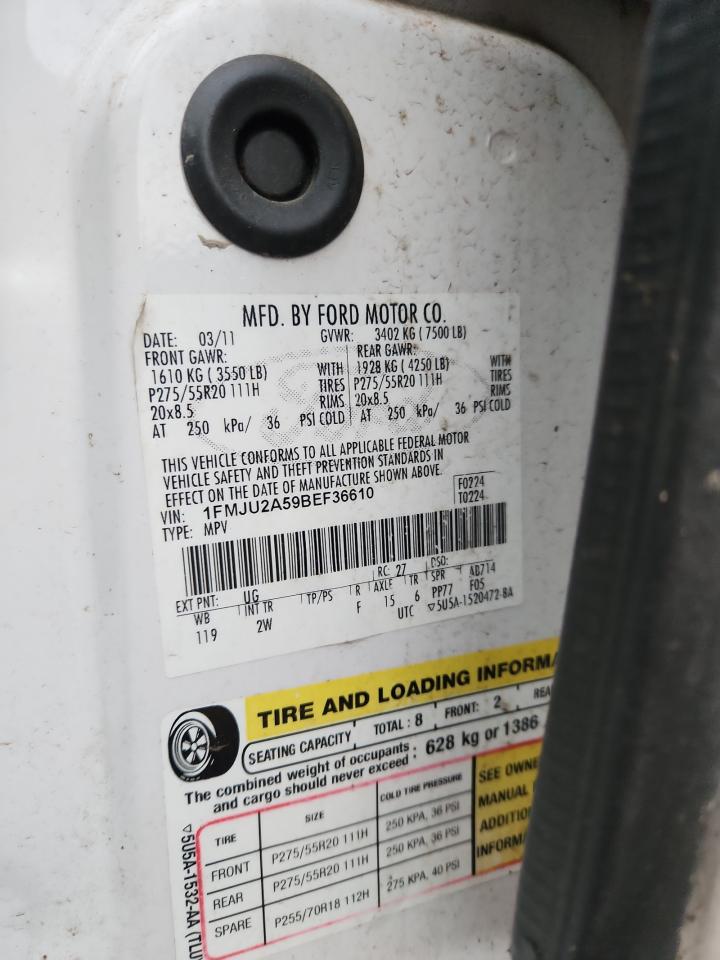 MFD. BY FORD MOTOR CO.
DATE: 03/11 GVWR: 3402 KG ( 7500 LB)
FRONT GAWR: REAR GAWR:
1610 KG ( 3550 LB) WITH 1928 KG ( 4250 LB) WITH
P275/55R20 111H TIRES P275/55R20 111H TIRES
20x8.5 RIMS 20x8.5 RIMS
AT 250 kPa/ 36 PSI COLD AT 250 kPa/ 36 PSI COLD
THIS VEHICLE CONFORMS TO ALL APPLICABLE FEDERAL MOTOR
VEHICLE SAFETY AND THEFT PREVENTION STANDARDS IN
EFFECT ON THE DATE OF MANUFACTURE SHOWN ABOVE.
VIN: 1FMJU2A59BEF36610 F0224
TYPE: MPV T0224
EXT PNT: UG RC: 27 DSO:
WB INT TR TP/PS R AXLE TR SPR AB714
119 2W F 15 6 PP77 F05
UTC ▽5U5A-1520472-BA
TIRE AND LOADING INFORMA
SEATING CAPACITY TOTAL : 8 FRONT: 2 REA
The combined weight of occupants
and cargo should never exceed : 628 kg or 1386
TIRE SIZE COLD TIRE PRESSURE SEE OWNE
FRONT P275/55R20 111H 250 KPA, 36 PSI MANUAL
REAR P275/55R20 111H 250 KPA, 36 PSI ADDITIO
SPARE P255/70R18 112H 275 KPA, 40 PSI INFORM
▽5U5A-1532-AA (TLU